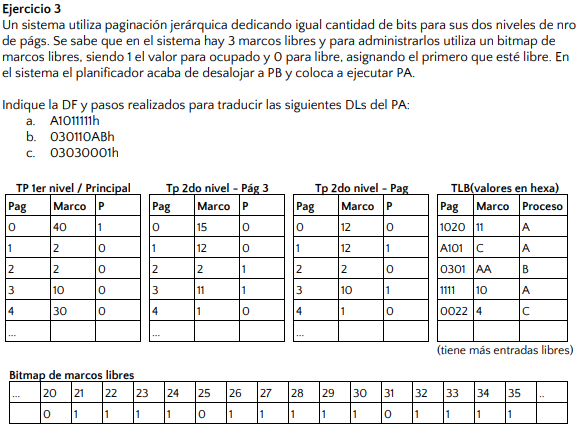 Ejercicio 3
Un sistema utiliza paginación jerárquica dedicando igual cantidad de bits para sus dos niveles de nro
de págs. Se sabe que en el sistema hay 3 marcos libres y para administrarlos utiliza un bitmap de
marcos libres, siendo 1 el valor para ocupado y 0 para libre, asignando el primero que esté libre. En
el sistema el planificador acaba de desalojar a PB y coloca a ejecutar PA.
Indique la DF y pasos realizados para traducir las siguientes DLs del PA:
a. A1011111h
b. 030110ABh
c. 03030001h
TP 1er nivel / Principal Tp 2do nivel - Pág 3 Tp 2do nivel - Pag TLB(valores en hexa)
Pag Marco P Pag Marco P Pag Marco P Pag Marco Proceso
0 40 1 0 15 0 0 12 0 1020 11 A
1 2 0 1 12 0 1 12 1 A101 C A
2 2 0 2 2 1 2 2 0 0301 AA B
3 10 0 3 11 1 3 10 1 1111 10 A
4 30 0 4 1 0 4 1 0 0022 4 C
... ... ...
(tiene más entradas libres)
Bitmap de marcos libres
... 20 21 22 23 24 25 26 27 28 29 30 31 32 33 34 35 ..
0 1 1 1 1 0 1 1 1 1 1 0 1 1 1 1